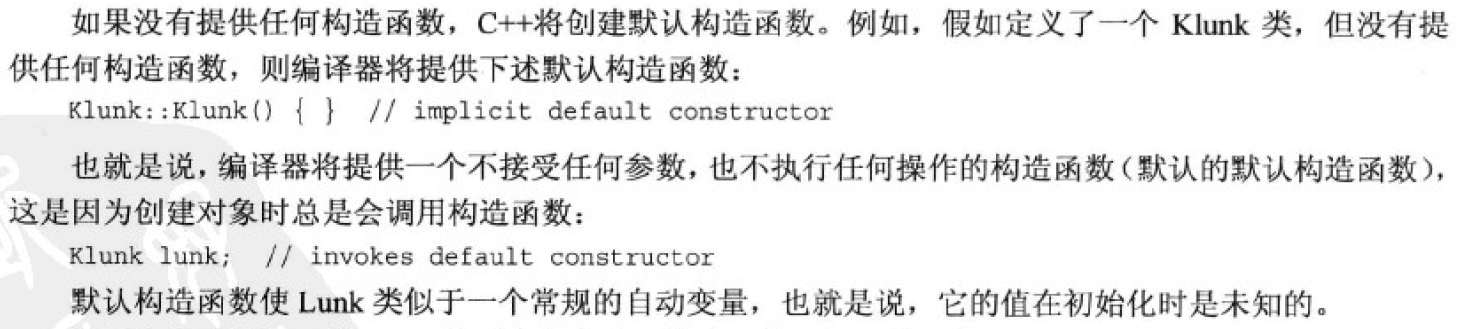 如果没有提供任何构造函数，C++将创建默认构造函数。例如，假如定义了一个 Klunk 类，但没有提
供任何构造函数，则编译器将提供下述默认构造函数：
Klunk::Klunk() { } // implicit default constructor
也就是说，编译器将提供一个不接受任何参数，也不执行任何操作的构造函数（默认的默认构造函数），
这是因为创建对象时总是会调用构造函数：
Klunk lunk; // invokes default constructor
默认构造函数使 Lunk 类似于一个常规的自动变量，也就是说，它的值在初始化时是未知的。